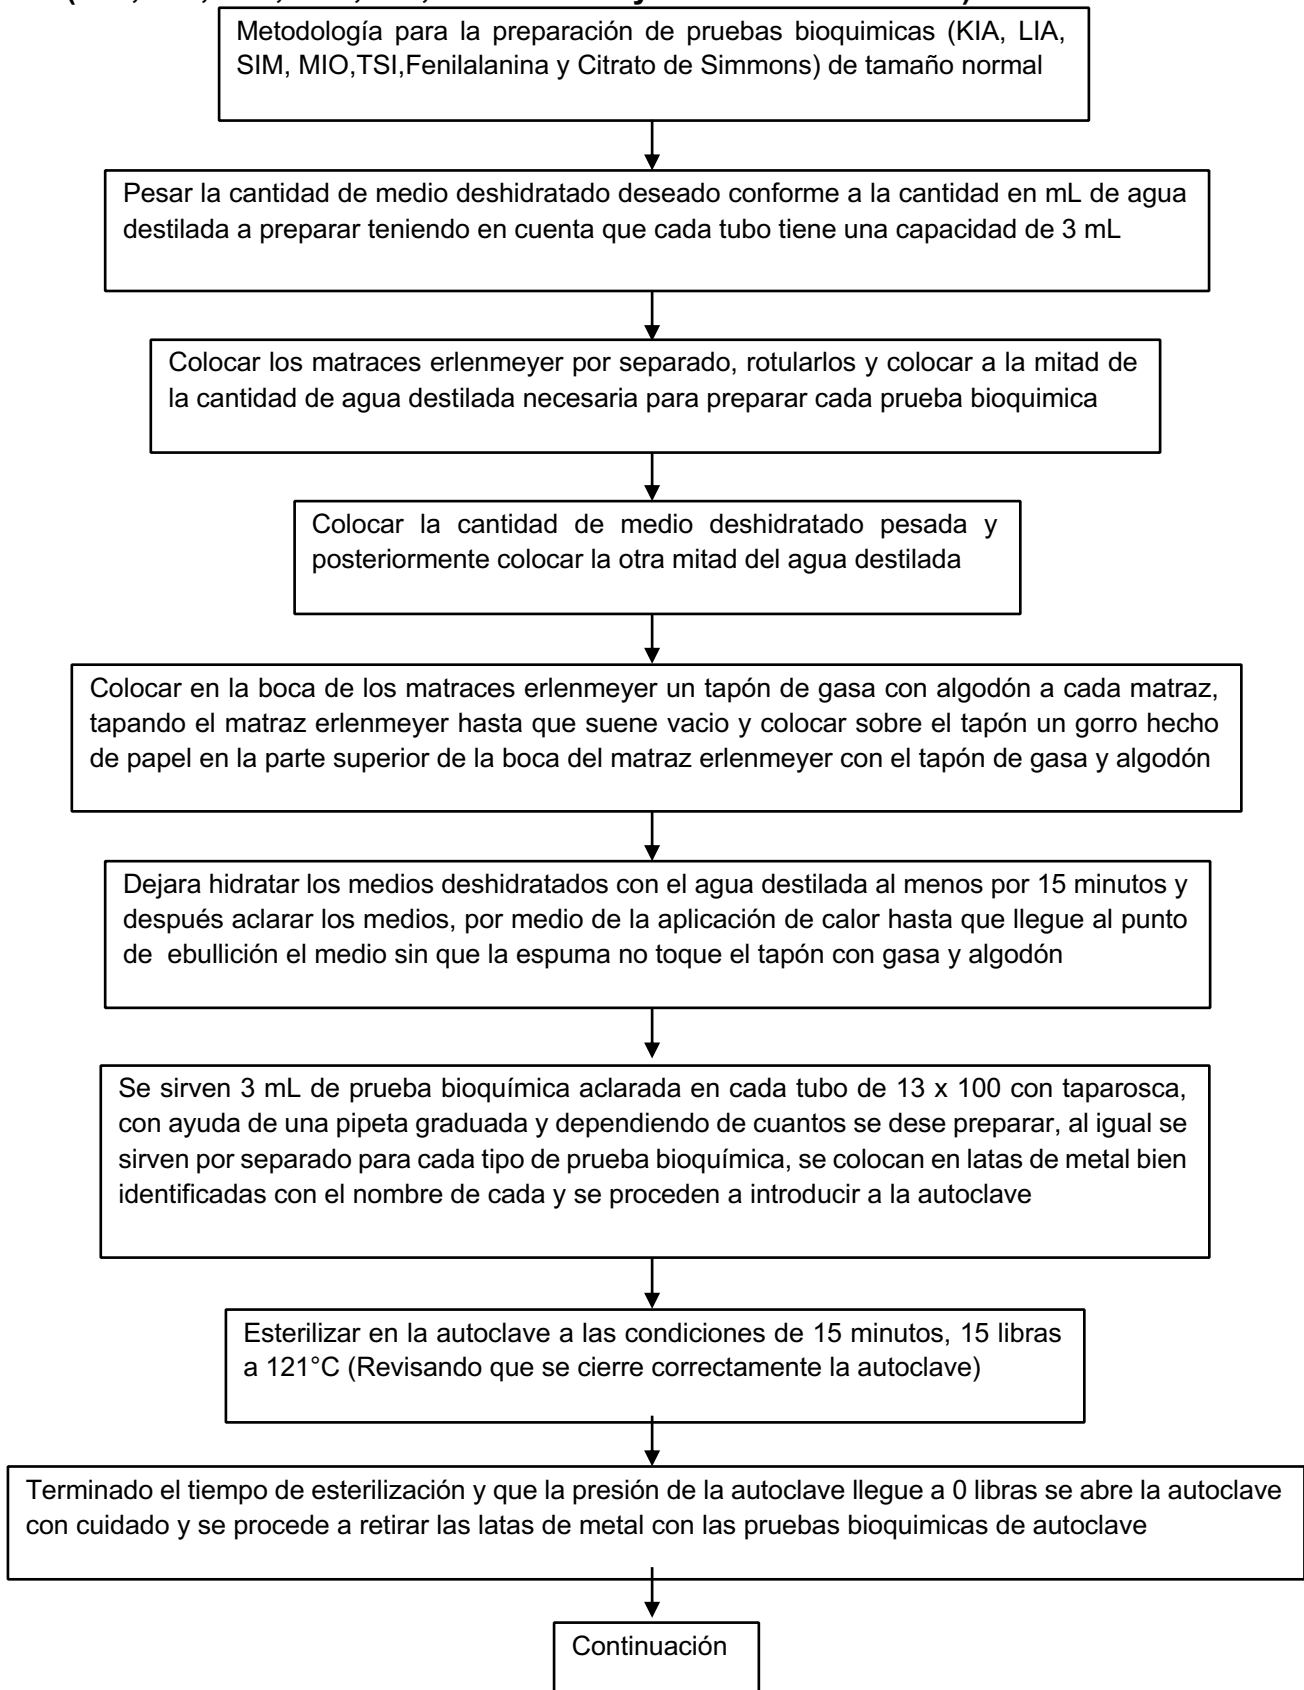 Metodología para la preparación de pruebas bioquimicas (KIA, LIA,
SIM, MIO,TSI,Fenilalanina y Citrato de Simmons) de tamaño normal
Pesar la cantidad de medio deshidratado deseado conforme a la cantidad en mL de agua
destilada a preparar teniendo en cuenta que cada tubo tiene una capacidad de 3 mL
Colocar los matraces erlenmeyer por separado, rotularlos y colocar a la mitad de
la cantidad de agua destilada necesaria para preparar cada prueba bioquimica
Colocar la cantidad de medio deshidratado pesada y
posteriormente colocar la otra mitad del agua destilada
Colocar en la boca de los matraces erlenmeyer un tapón de gasa con algodón a cada matraz,
tapando el matraz erlenmeyer hasta que suene vacio y colocar sobre el tapón un gorro hecho
de papel en la parte superior de la boca del matraz erlenmeyer con el tapón de gasa y algodón
Dejara hidratar los medios deshidratados con el agua destilada al menos por 15 minutos y
después aclarar los medios, por medio de la aplicación de calor hasta que llegue al punto
de ebullición el medio sin que la espuma no toque el tapón con gasa y algodón
Se sirven 3 mL de prueba bioquímica aclarada en cada tubo de 13 x 100 con taparosca,
con ayuda de una pipeta graduada y dependiendo de cuantos se dese preparar, al igual se
sirven por separado para cada tipo de prueba bioquímica, se colocan en latas de metal bien
identificadas con el nombre de cada y se proceden a introducir a la autoclave
Esterilizar en la autoclave a las condiciones de 15 minutos, 15 libras
a 121°C (Revisando que se cierre correctamente la autoclave)
Terminado el tiempo de esterilización y que la presión de la autoclave llegue a 0 libras se abre la autoclave
con cuidado y se procede a retirar las latas de metal con las pruebas bioquimicas de autoclave
Continuación